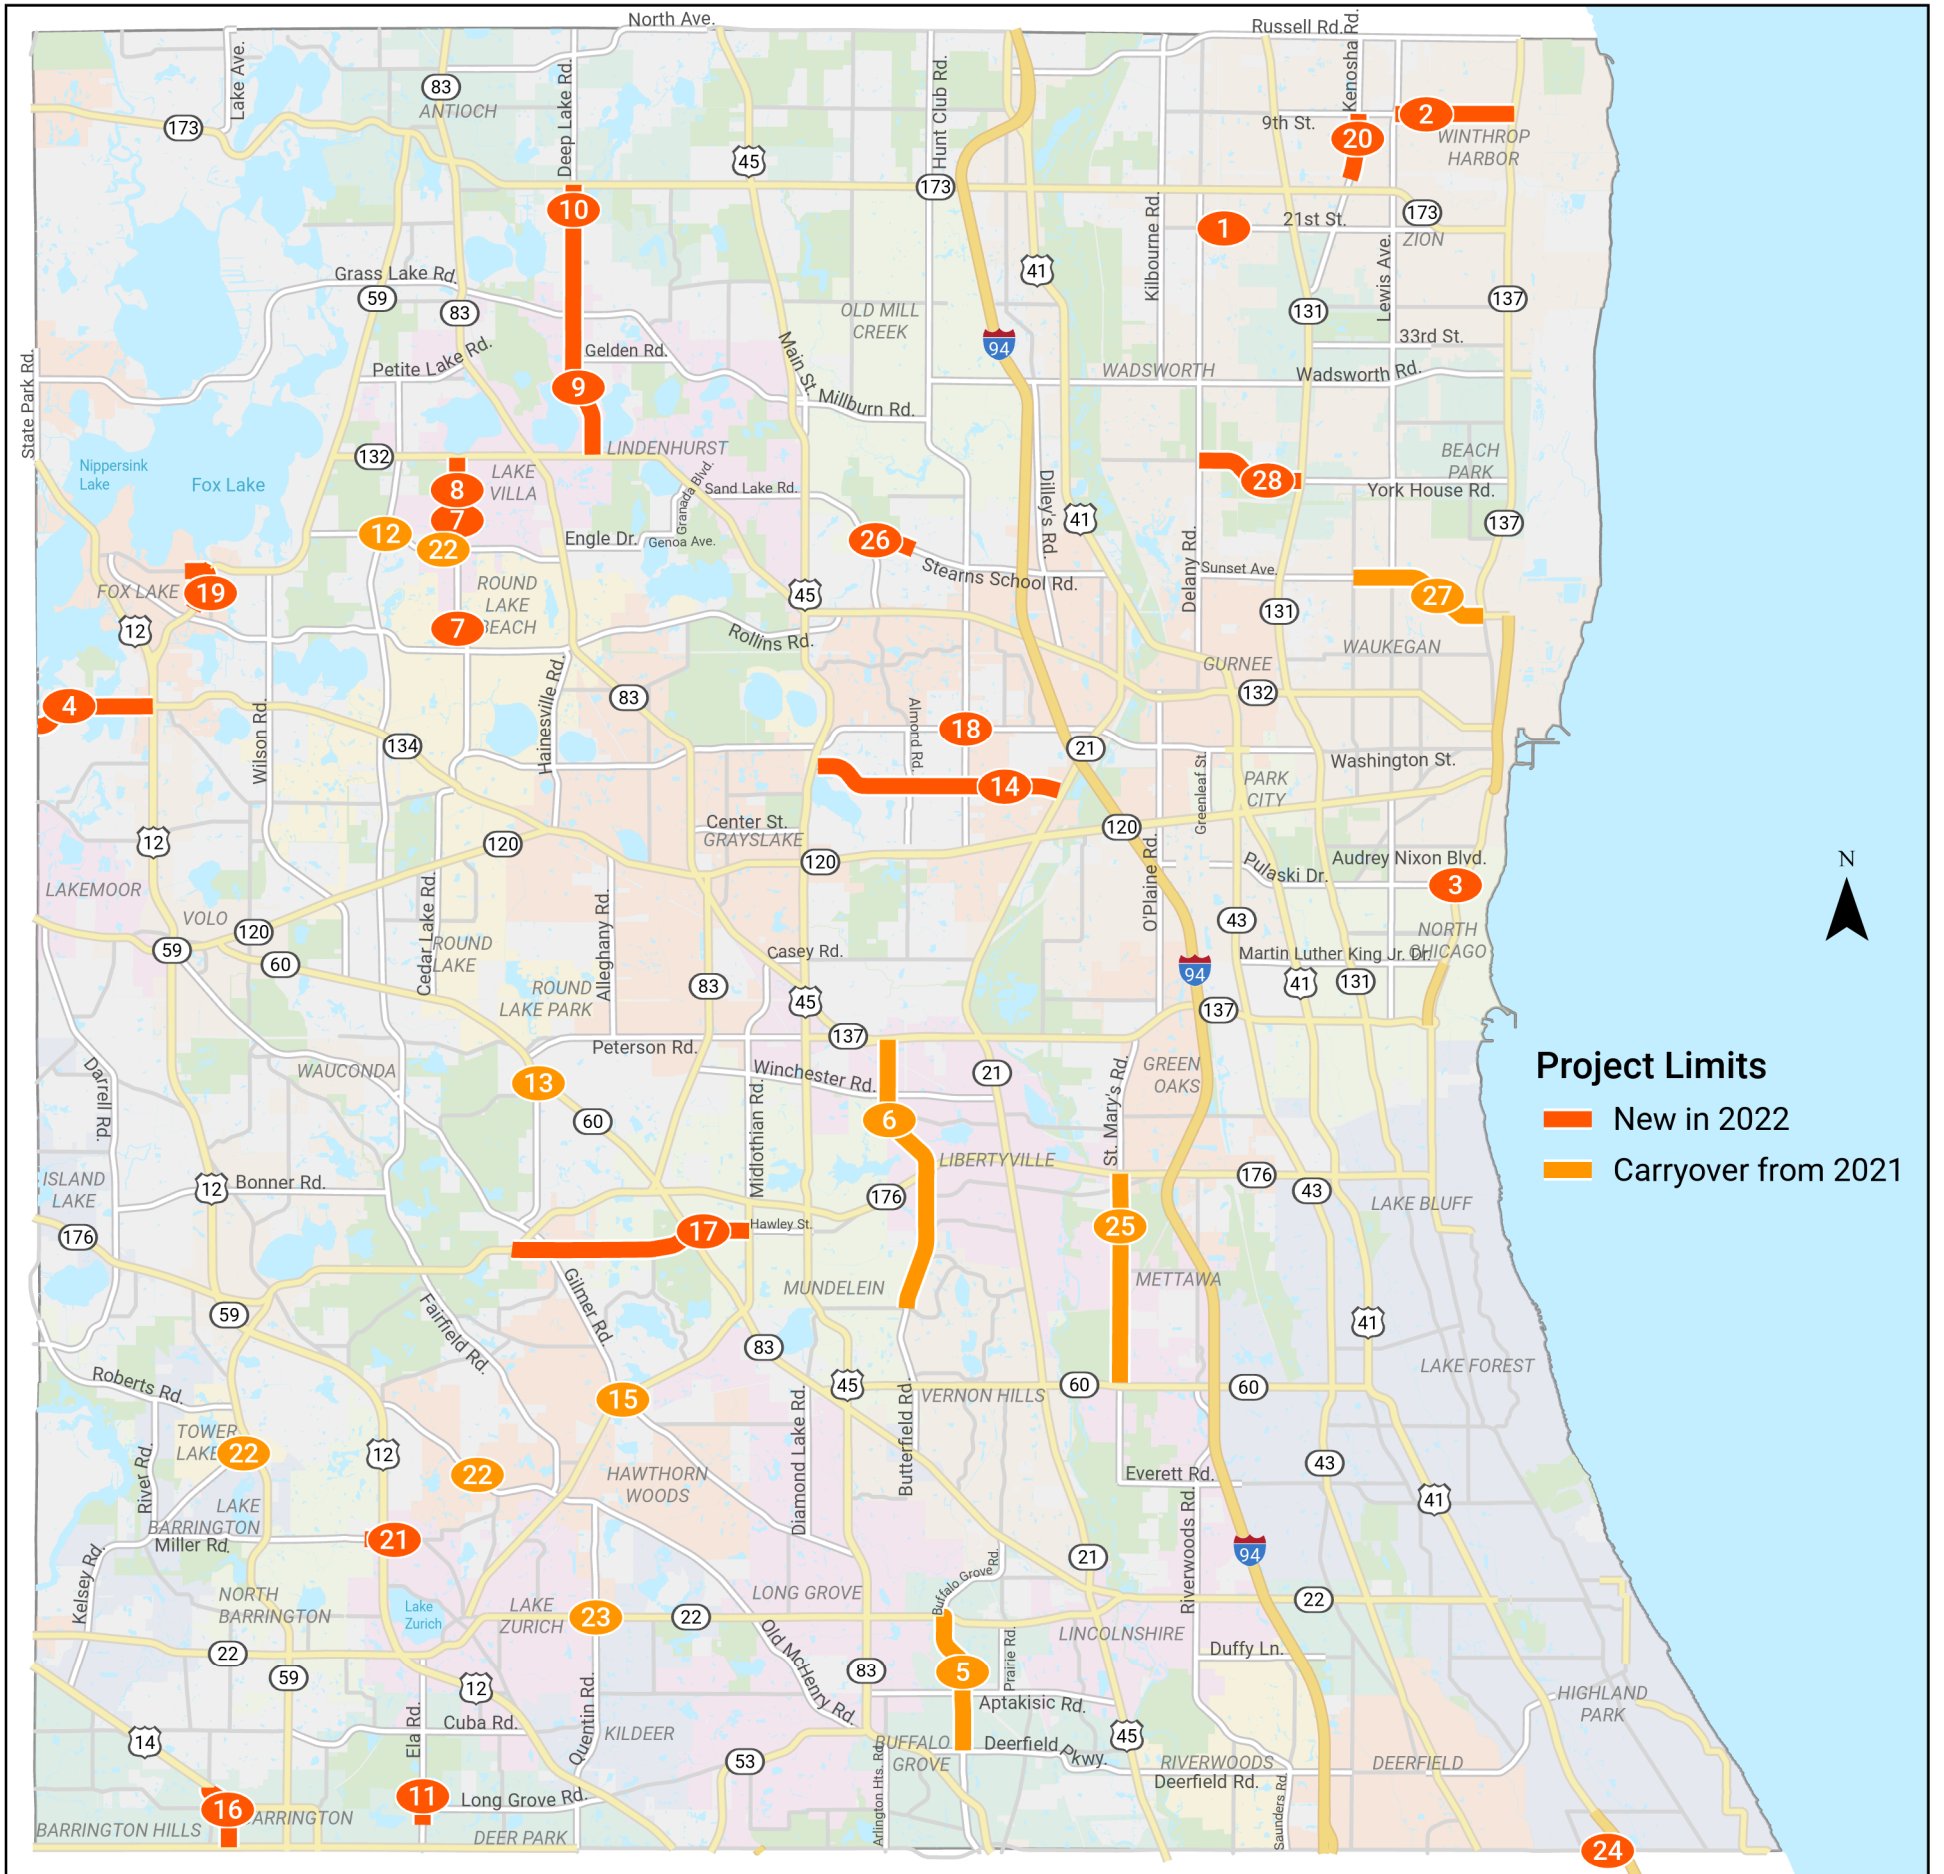 North Ave.
Russell Rd.
Lake Ave.
Deep Lake Rd.
Hunt Club Rd.
Kenosha Rd.
83
ANTIOCH
173
45
173
9th St.
2
20
WINTHROP
HARBOR
10
1
21st St.
173
ZION
Kilbourne Rd.
Lewis Ave.
Grass Lake Rd.
59
83
41
137
131
OLD MILL
CREEK
94
33rd St.
Petite Lake Rd.
Gelden Rd.
Main St.
WADSWORTH
Wadsworth Rd.
State Park Rd.
9
Millburn Rd.
132
LINDENHURST
Nippersink
Lake
Fox Lake
8
LAKE
VILLA
Granada Blvd.
Sand Lake Rd.
BEACH
PARK
28
York House Rd.
Dilley's Rd.
41
137
12
7
22
Engle Dr.
Genoa Ave.
26
Stearns School Rd.
Delany Rd.
Sunset Ave.
27
FOX LAKE
19
ROUND
LAKE
BEACH
7
45
131
12
Rollins Rd.
WAUKEGAN
GURNEE
132
4
Wilson Rd.
134
Hainesville Rd.
83
Almond Rd.
18
21
Washington St.
14
PARK
CITY
Greenleaf St.
Center St.
GRAYSLAKE
12
120
120
120
O'Plaine Rd.
Pulaski Dr.
Audrey Nixon Blvd.
3
N
LAKEMOOR
VOLO
120
59
60
Cedar Lake Rd.
ROUND
LAKE
Alleghany Rd.
ROUND
LAKE PARK
Casey Rd.
83
45
43
NORTH
CHICAGO
Martin Luther King Jr. Dr.
94
41
131
137
137
Peterson Rd.
Winchester Rd.
21
WAUCONDA
13
60
Darrell Rd.
Midlothian Rd.
6
St. Mary's Rd.
GREEN
OAKS
Project Limits
New in 2022
Carryover from 2021
LIBERTYVILLE
ISLAND
LAKE
12
Bonner Rd.
176
176
43
LAKE BLUFF
176
17
Hawley St.
25
METTAWA
MUNDELEIN
Gilmer Rd.
59
Fairfield Rd.
83
41
Roberts Rd.
15
45
VERNON HILLS
60
60
LAKE FOREST
Diamond Lake Rd.
Butterfield Rd.
TOWER
LAKE
22
12
22
River Rd.
HAWTHORN
WOODS
Everett Rd.
43
41
LAKE
BARRINGTON
Miller Rd.
21
Riverwoods Rd.
94
21
Kelsey Rd.
NORTH
BARRINGTON
Lake
Zurich
LAKE
ZURICH
23
22
LONG GROVE
Buffalo Grove Rd.
22
22
59
Old McHenry Rd.
83
5
Prairie Rd.
LINCOLNSHIRE
Duffy Ln.
12
Aptakisic Rd.
HIGHLAND
PARK
14
Ela Rd.
Cuba Rd.
Quentin Rd.
KILDEER
53
BUFFALO
GROVE
Deerfield Pkwy.
45
RIVERWOODS
Deerfield Rd.
DEERFIELD
16
BARRINGTON HILLS
ARRINGTON
11
Long Grove Rd.
DEER PARK
Arlington Hts. Rd.
Saunders Rd.
24